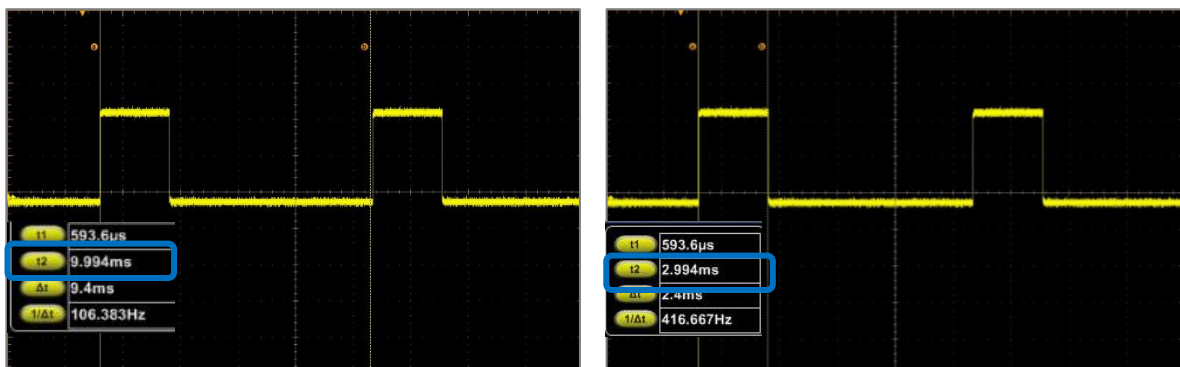 a
b
t1 593.6µs
t2 9.994ms
Δt 9.4ms
1/Δt 106.383Hz
a
b
t1 593.6µs
t2 2.994ms
Δt 2.4ms
1/Δt 416.667Hz